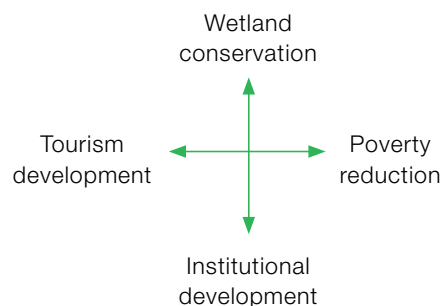 Wetland
conservation
Tourism
development
Poverty
reduction
Institutional
development